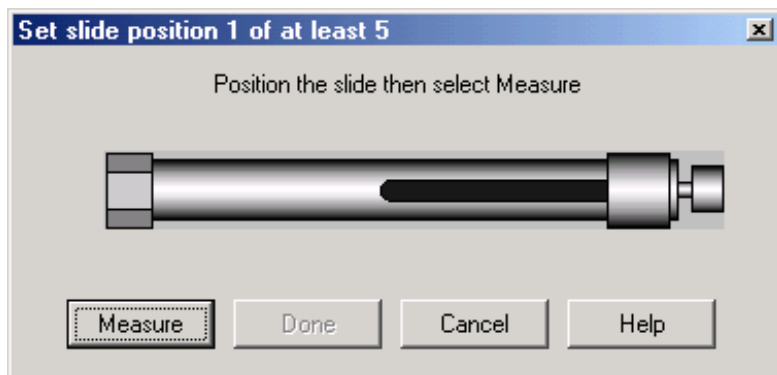 Set slide position 1 of at least 5
Position the slide then select Measure
Measure Done Cancel Help